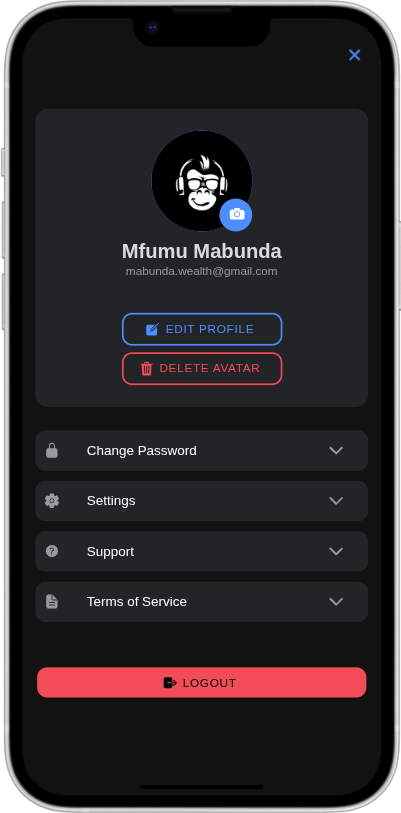 Mfumu Mabunda
mabunda.wealth@gmail.com
EDIT PROFILE
DELETE AVATAR
Change Password
Settings
Support
Terms of Service
LOGOUT